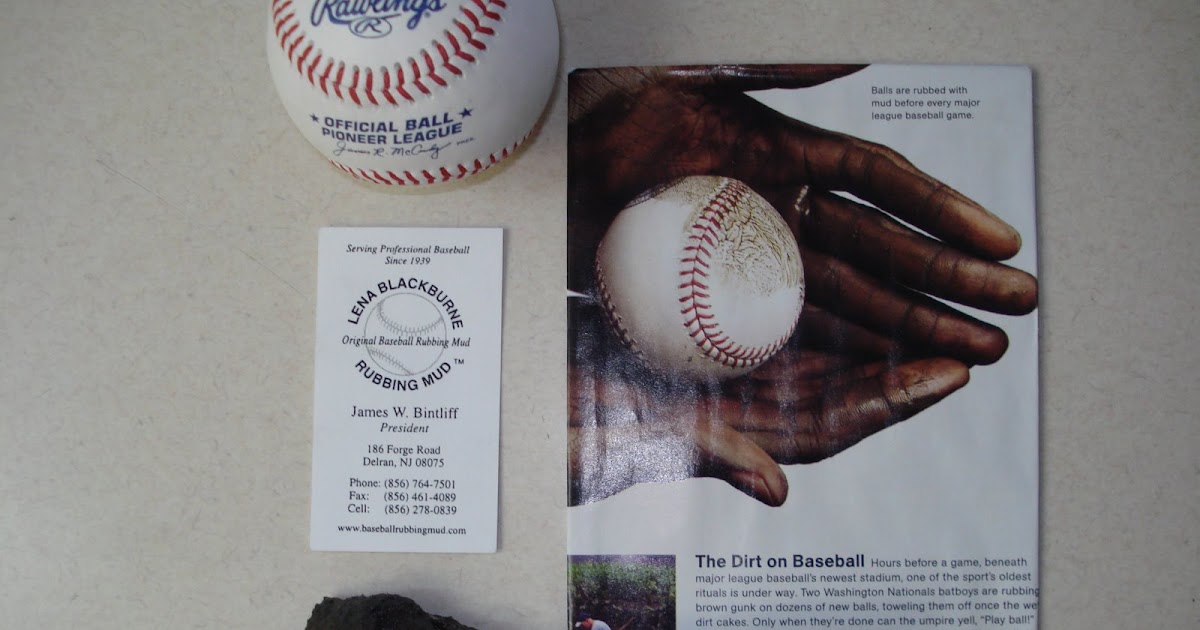 Rawlings
R
OFFICIAL BALL
PIONEER LEAGUE
Serving Professional Baseball
Since 1939
LENA BLACKBURNE
Original Baseball Rubbing Mud
RUBBING MUD ™
James W. Bintliff
President
186 Forge Road
Delran, NJ 08075
Phone: (856) 764-7501
Fax: (856) 461-4089
Cell: (856) 278-0839
www.baseballrubbingmud.com
Balls are rubbed with
mud before every major
league baseball game.
The Dirt on Baseball Hours before a game, beneath
major league baseball's newest stadium, one of the sport's oldest
rituals is under way. Two Washington Nationals batboys are rubbing
brown gunk on dozens of new balls, toweling them off once the we
dirt cakes. Only when they're done can the umpire yell, "Play ball!"